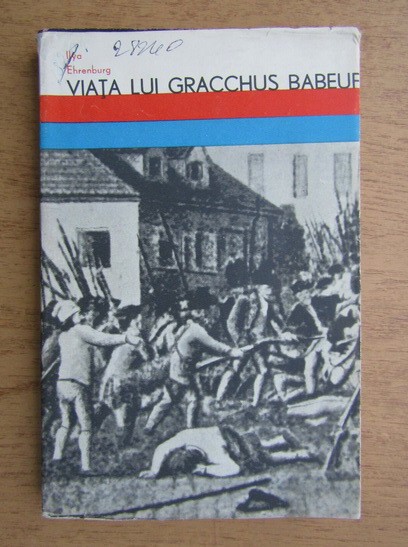 Ilya
Ehrenburg
VIAȚA LUI GRACCHUS BABEUF